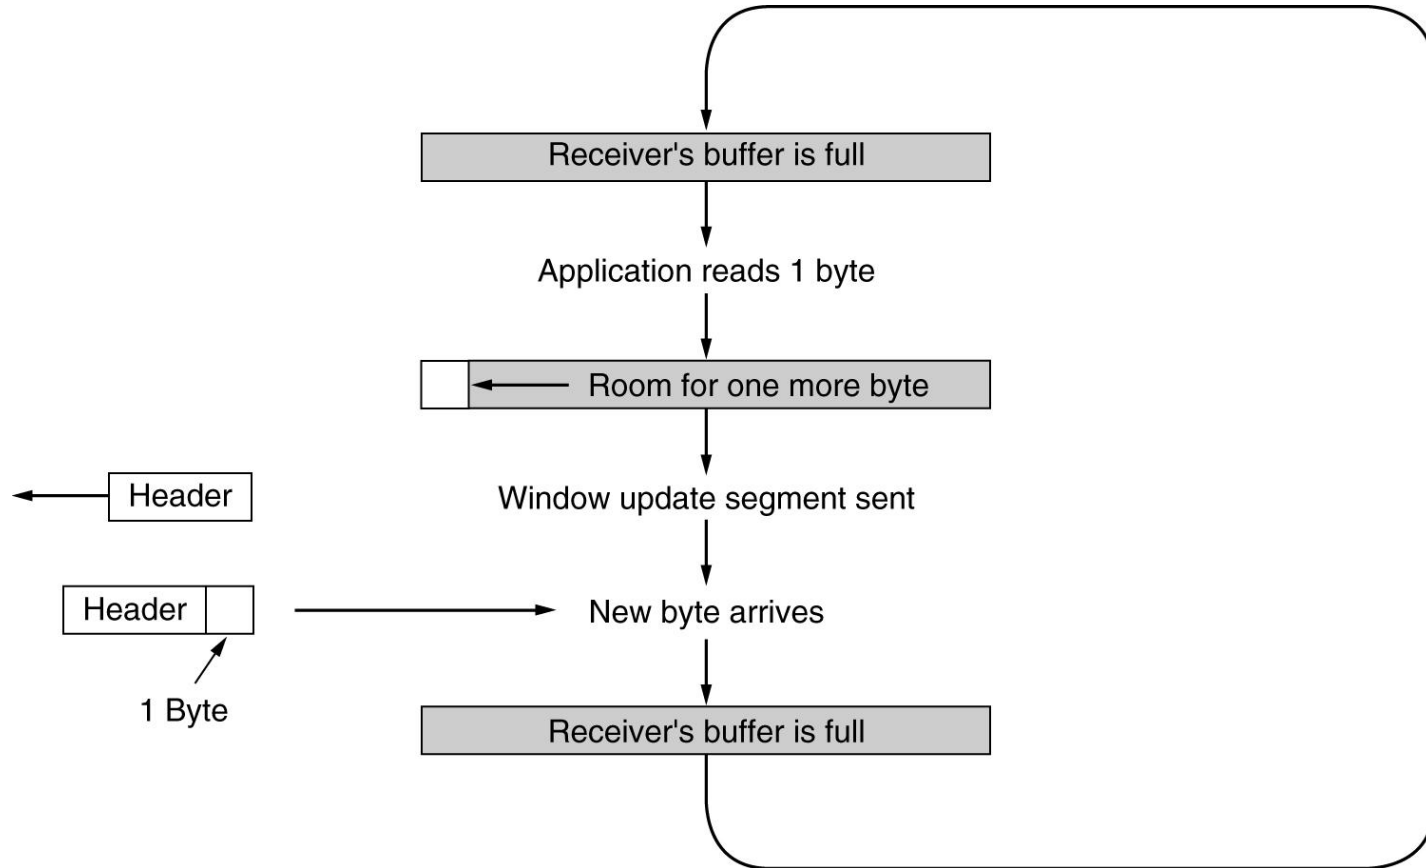 Receiver's buffer is full
Application reads 1 byte
Room for one more byte
Header
Window update segment sent
Header
New byte arrives
1 Byte
Receiver's buffer is full